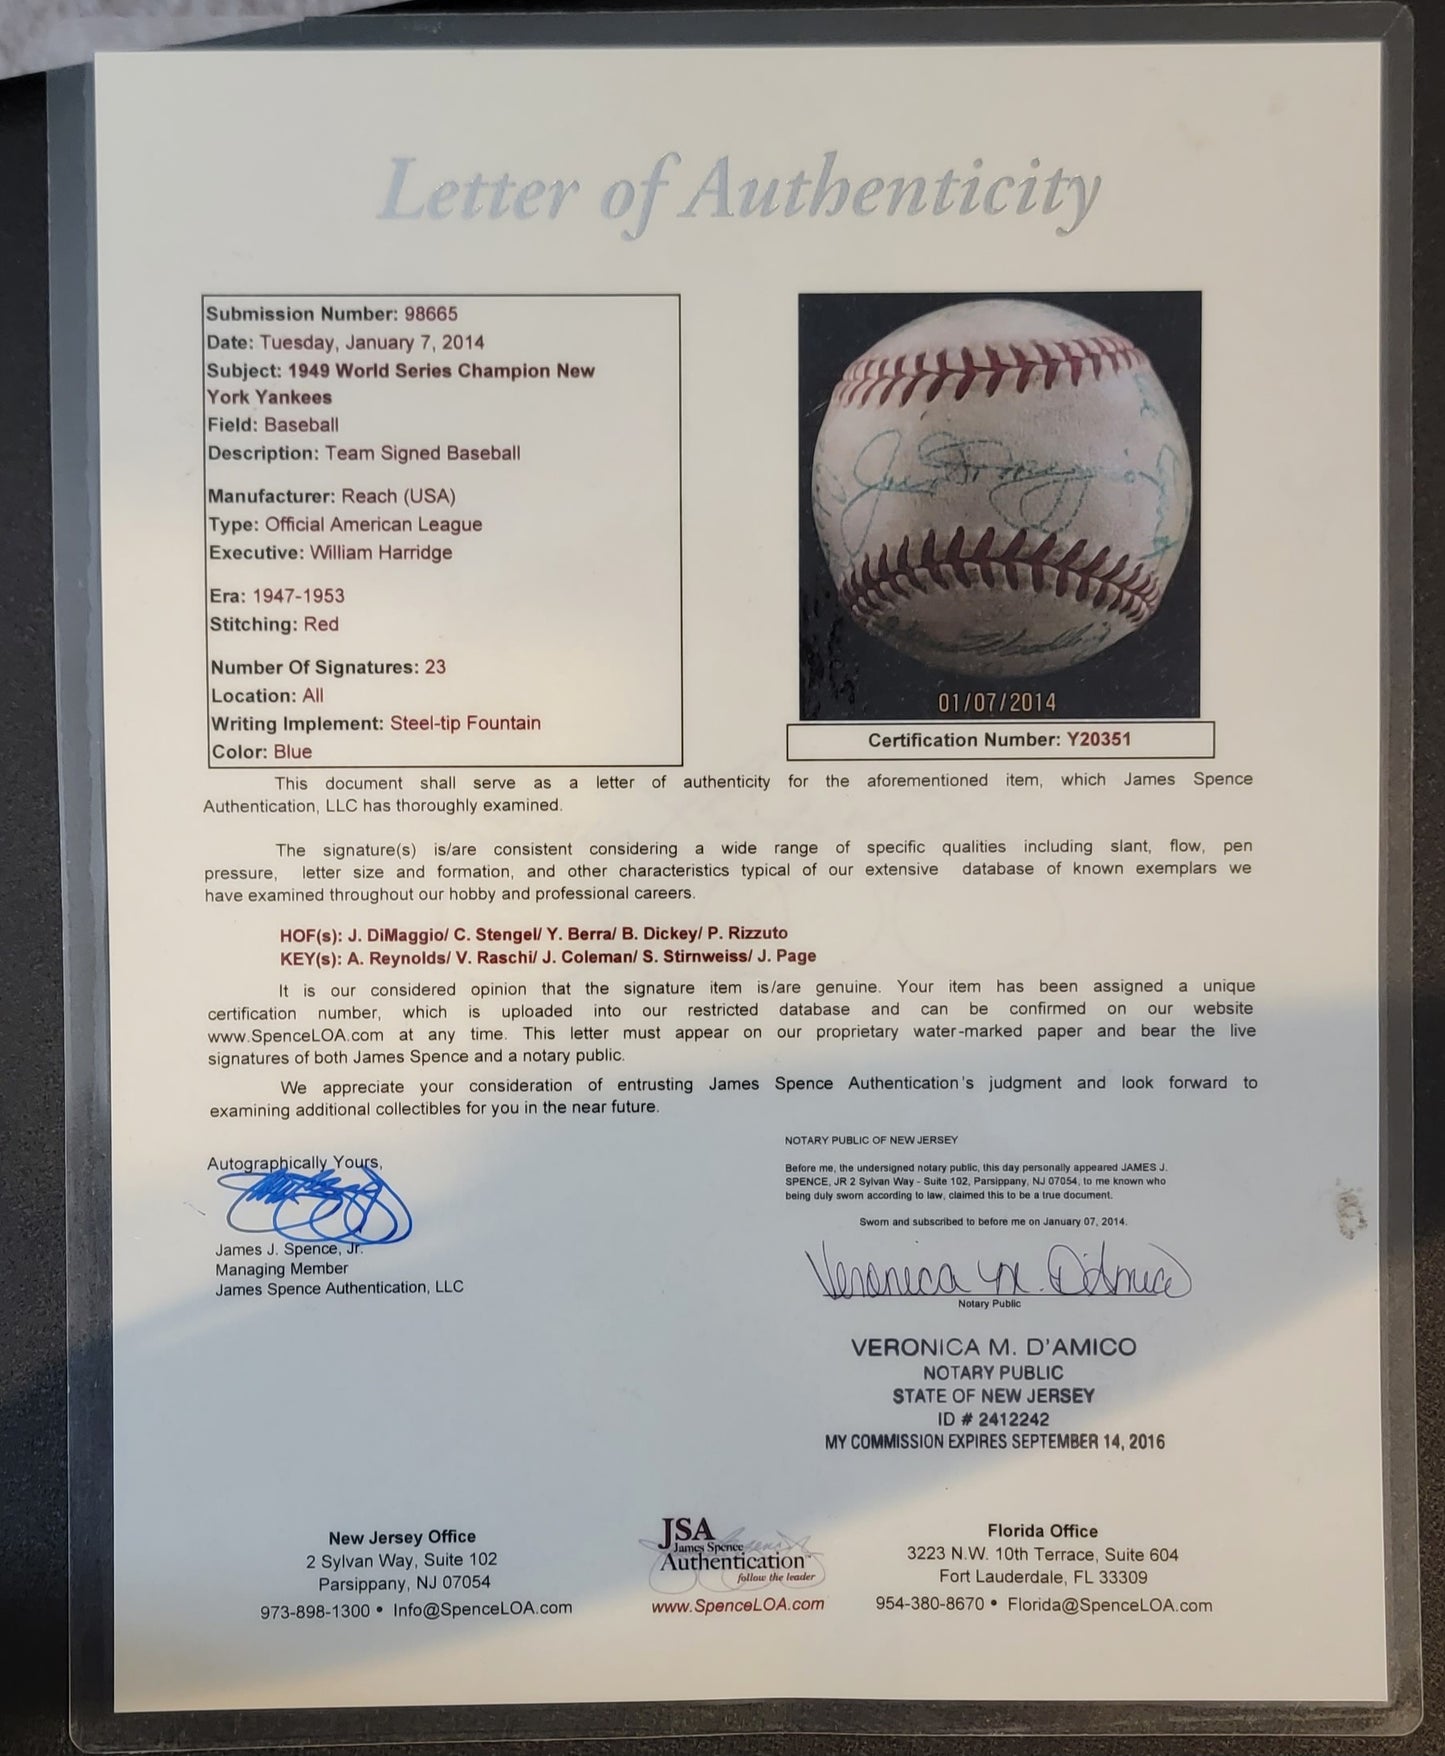 Letter of Authenticity
Submission Number: 98665
Date: Tuesday, January 7, 2014
Subject: 1949 World Series Champion New
York Yankees
Field: Baseball
Description: Team Signed Baseball
Manufacturer: Reach (USA)
Type: Official American League
Executive: William Harridge
Era: 1947-1953
Stitching: Red
Number Of Signatures: 23
Location: All
Writing Implement: Steel-tip Fountain
Color: Blue
Joe DiMaggio
01/07/2014
Certification Number: Y20351
This document shall serve as a letter of authenticity for the aforementioned item, which James Spence
Authentication, LLC has thoroughly examined.
The signature(s) is/are consistent considering a wide range of specific qualities including slant, flow, pen
pressure, letter size and formation, and other characteristics typical of our extensive database of known exemplars we
have examined throughout our hobby and professional careers.
HOF(s): J. DiMaggio/ C. Stengel/ Y. Berra/ B. Dickey/ P. Rizzuto
KEY(s): A. Reynolds/ V. Raschi/ J. Coleman/ S. Stirnweiss/ J. Page
It is our considered opinion that the signature item is/are genuine. Your item has been assigned a unique
certification number, which is uploaded into our restricted database and can be confirmed on our website
www.SpenceLOA.com at any time. This letter must appear on our proprietary water-marked paper and bear the live
signatures of both James Spence and a notary public.
We appreciate your consideration of entrusting James Spence Authentication's judgment and look forward to
examining additional collectibles for you in the near future.
Autographically Yours,
James J. Spence, Jr.
Managing Member
James Spence Authentication, LLC
NOTARY PUBLIC OF NEW JERSEY
Before me, the undersigned notary public, this day personally appeared JAMES J.
SPENCE, JR 2 Sylvan Way - Suite 102, Parsippany, NJ 07054, to me known who
being duly sworn according to law, claimed this to be a true document.
Sworn and subscribed to before me on January 07, 2014.
Veronica M. D'Amico
Notary Public
VERONICA M. D'AMICO
NOTARY PUBLIC
STATE OF NEW JERSEY
ID # 2412242
MY COMMISSION EXPIRES SEPTEMBER 14, 2016
New Jersey Office
2 Sylvan Way, Suite 102
Parsippany, NJ 07054
973-898-1300 • Info@SpenceLOA.com
JSA
James Spence
Authentication
follow the leader
www.SpenceLOA.com
Florida Office
3223 N.W. 10th Terrace, Suite 604
Fort Lauderdale, FL 33309
954-380-8670 • Florida@SpenceLOA.com